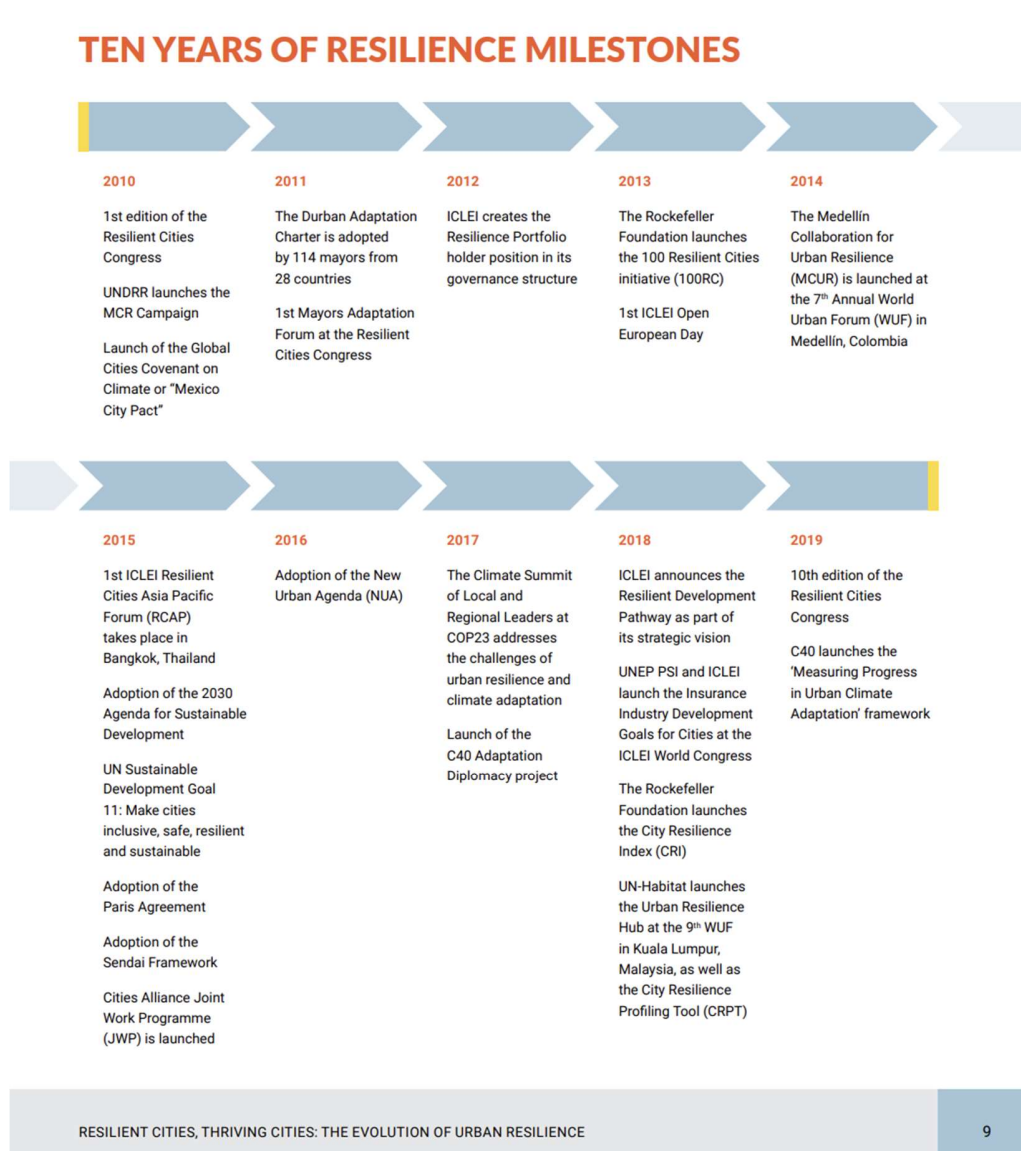 TEN YEARS OF RESILIENCE MILESTONES
2010
1st edition of the
Resilient Cities
Congress
UNDRR launches the
MCR Campaign
Launch of the Global
Cities Covenant on
Climate or “Mexico
City Pact”
2011
The Durban Adaptation
Charter is adopted
by 114 mayors from
28 countries
1st Mayors Adaptation
Forum at the Resilient
Cities Congress
2012
ICLEI creates the
Resilience Portfolio
holder position in its
governance structure
2013
The Rockefeller
Foundation launches
the 100 Resilient Cities
initiative (100RC)
1st ICLEI Open
European Day
2014
The Medellín
Collaboration for
Urban Resilience
(MCUR) is launched at
the 7th Annual World
Urban Forum (WUF) in
Medellín, Colombia
2015
1st ICLEI Resilient
Cities Asia Pacific
Forum (RCAP)
takes place in
Bangkok, Thailand
Adoption of the 2030
Agenda for Sustainable
Development
UN Sustainable
Development Goal
11: Make cities
inclusive, safe, resilient
and sustainable
Adoption of the
Paris Agreement
Adoption of the
Sendai Framework
Cities Alliance Joint
Work Programme
(JWP) is launched
2016
Adoption of the New
Urban Agenda (NUA)
2017
The Climate Summit
of Local and
Regional Leaders at
COP23 addresses
the challenges of
urban resilience and
climate adaptation
Launch of the
C40 Adaptation
Diplomacy project
2018
ICLEI announces the
Resilient Development
Pathway as part of
its strategic vision
UNEP PSI and ICLEI
launch the Insurance
Industry Development
Goals for Cities at the
ICLEI World Congress
The Rockefeller
Foundation launches
the City Resilience
Index (CRI)
UN-Habitat launches
the Urban Resilience
Hub at the 9th WUF
in Kuala Lumpur,
Malaysia, as well as
the City Resilience
Profiling Tool (CRPT)
2019
10th edition of the
Resilient Cities
Congress
C40 launches the
‘Measuring Progress
in Urban Climate
Adaptation’ framework
RESILIENT CITIES, THRIVING CITIES: THE EVOLUTION OF URBAN RESILIENCE
9